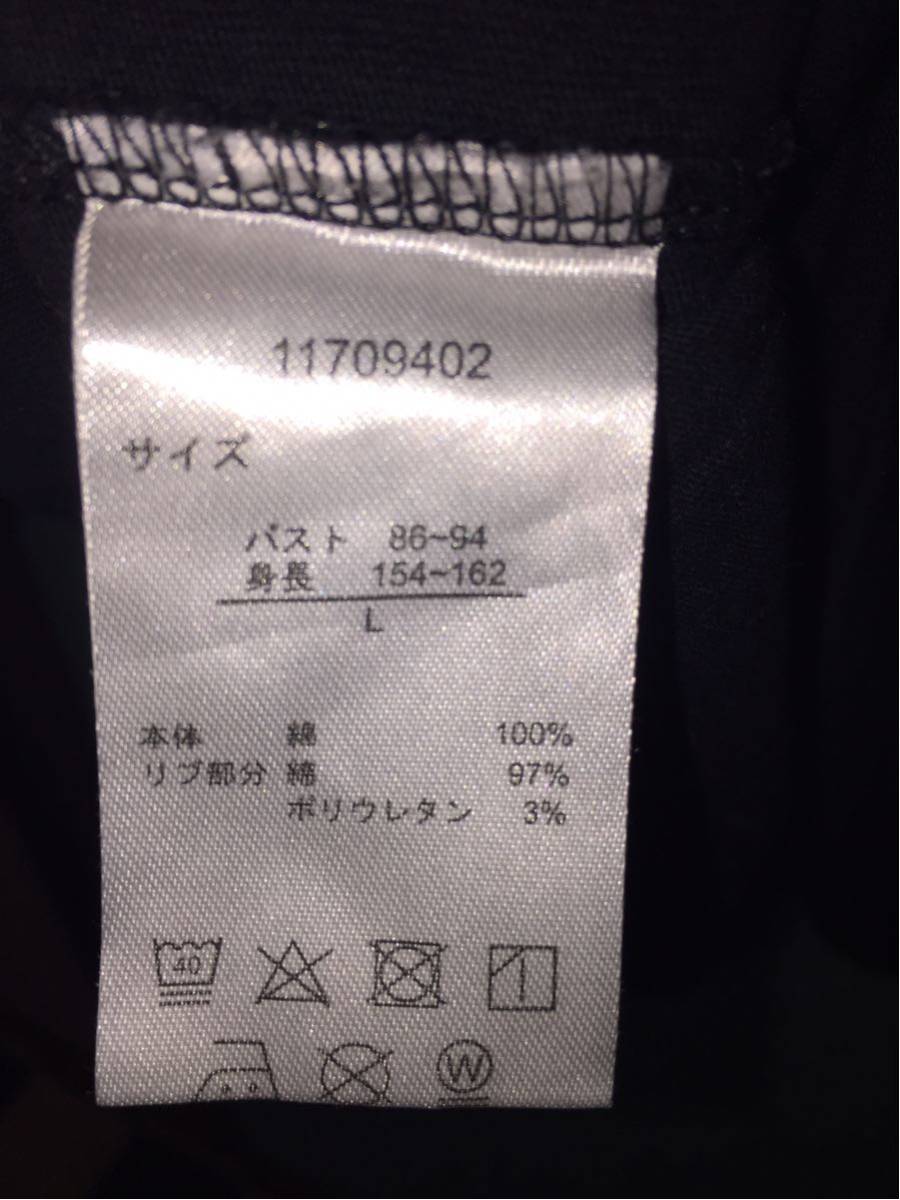 11709402
サイズ
バスト 86~94
身長 154~162
L
本体 綿 100%
リブ部分 綿 97%
ポリウレタン 3%
40
W